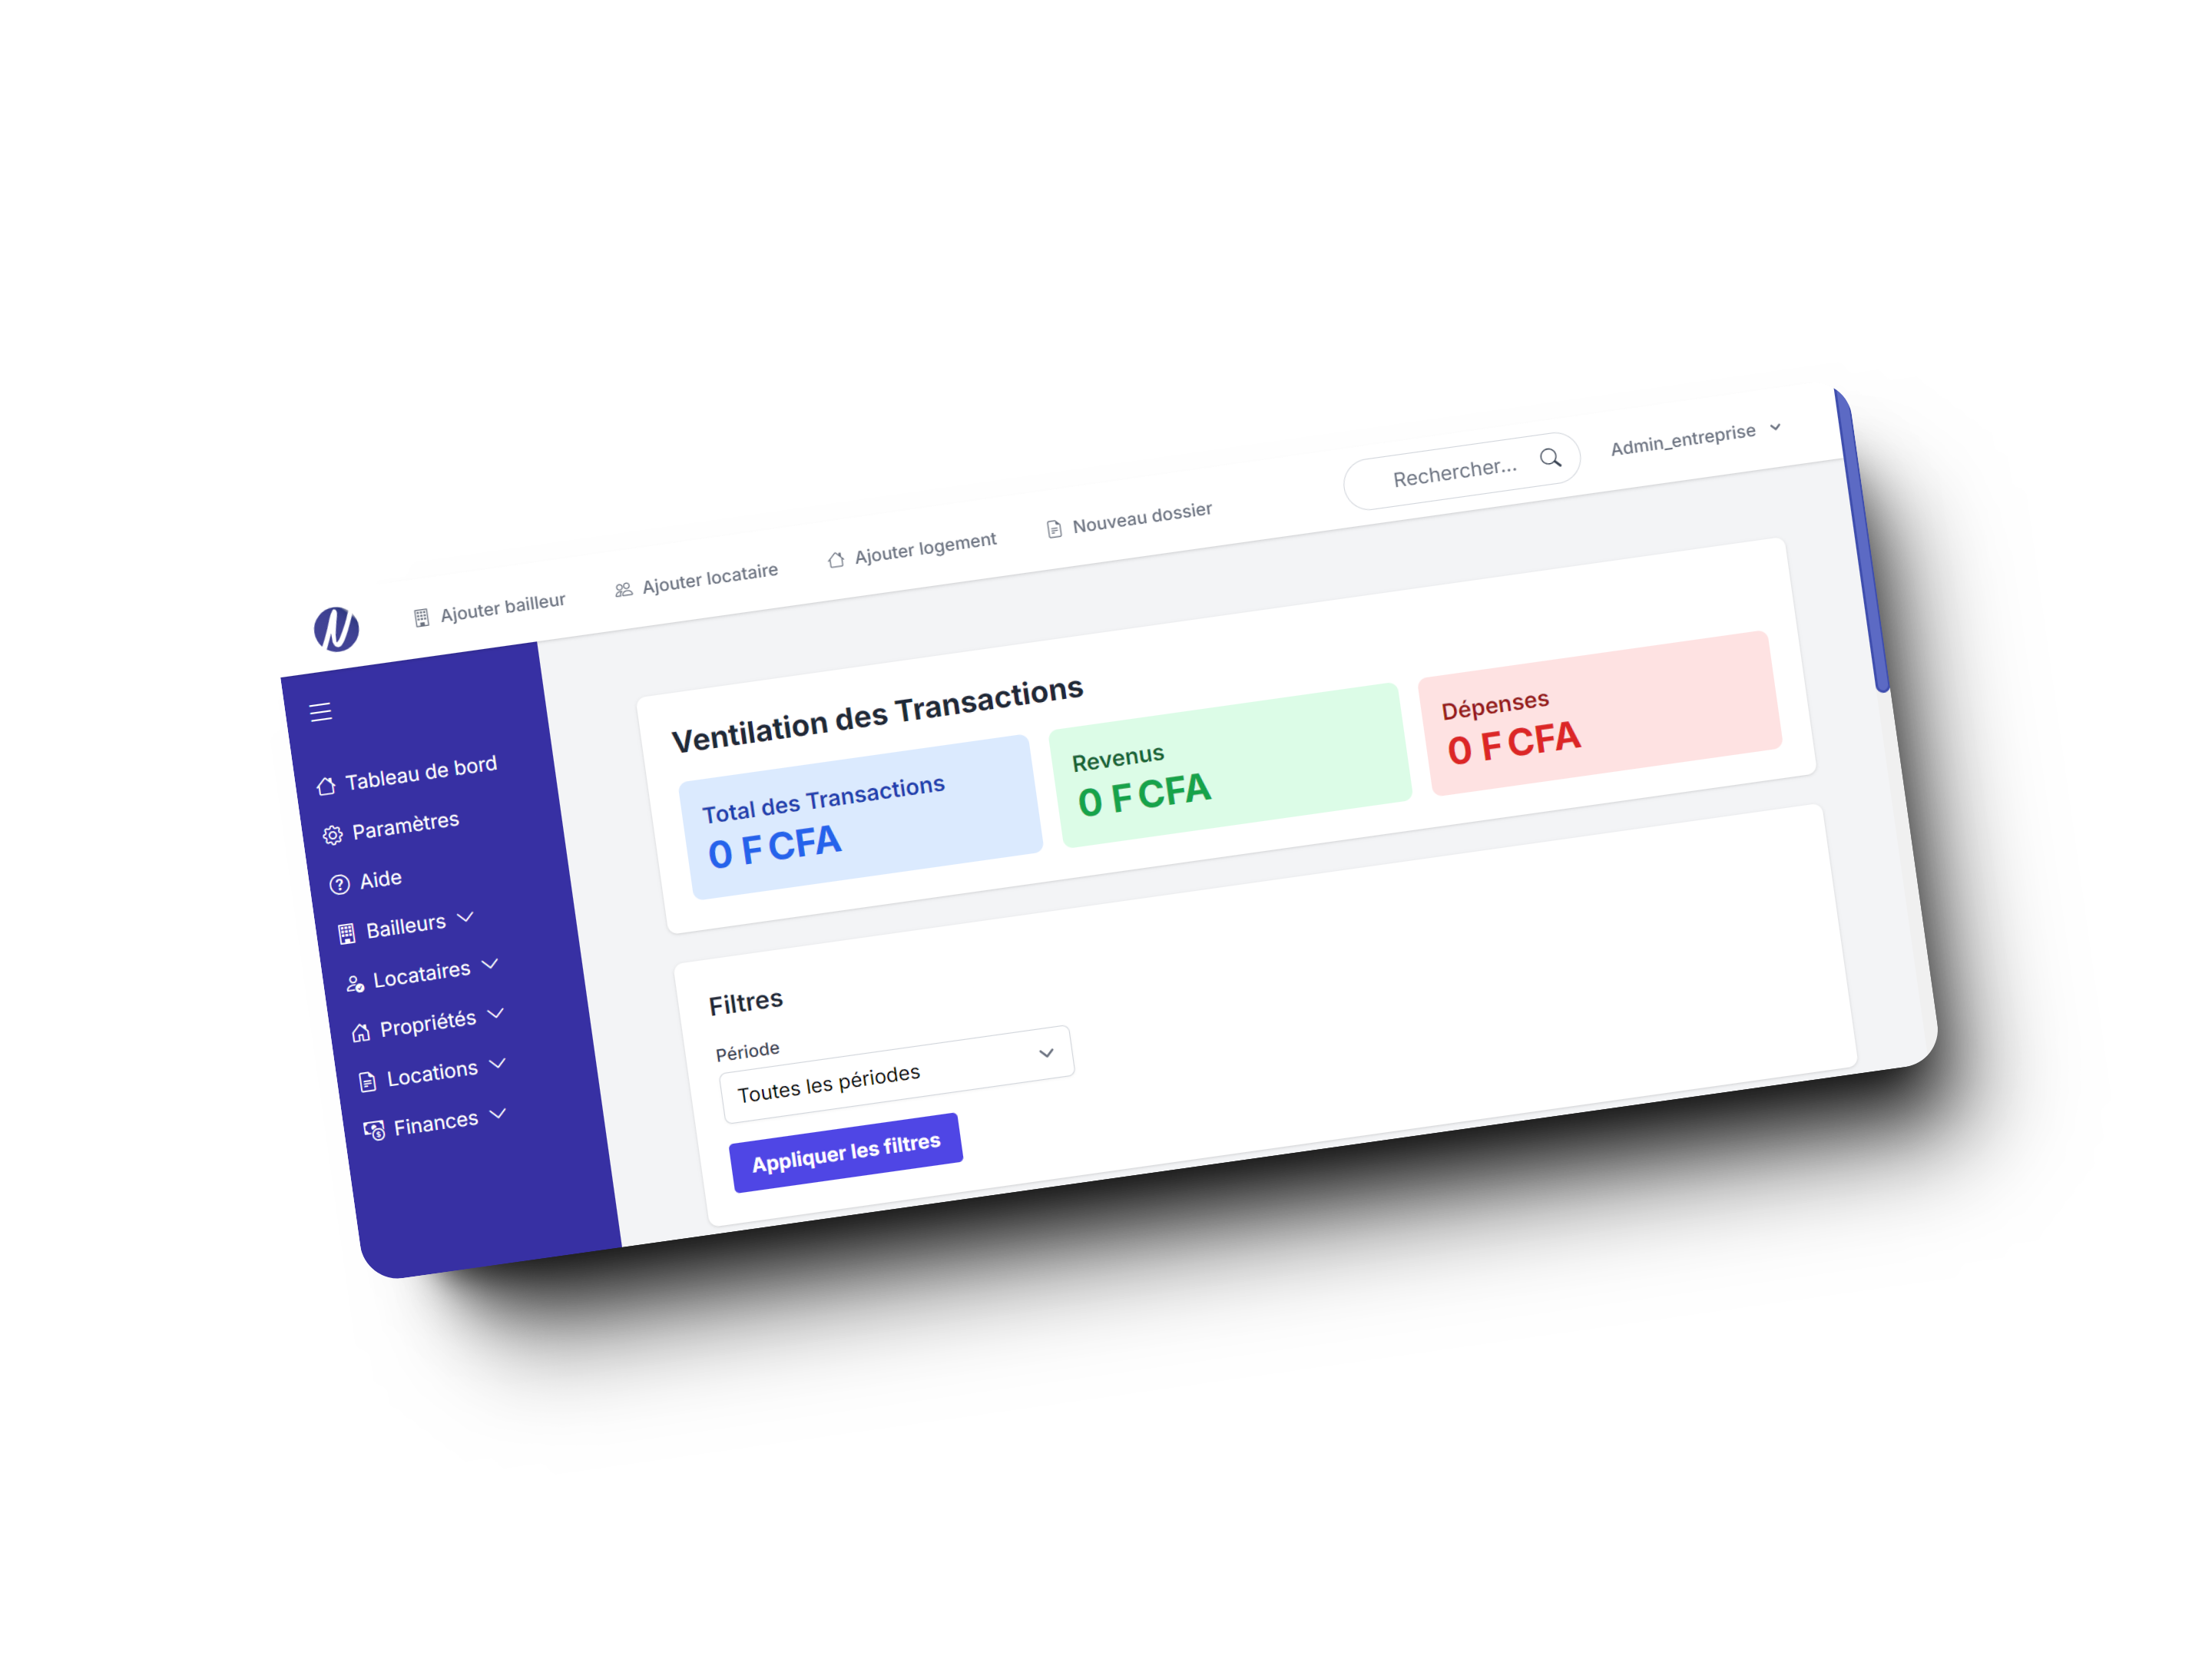 Ajouter bailleur
Ajouter locataire
Ajouter logement
Nouveau dossier
Rechercher...
Admin_entreprise
Tableau de bord
Paramètres
Aide
Bailleurs
Locataires
Propriétés
Locations
Finances
Ventilation des Transactions
Total des Transactions
0 F CFA
Revenus
0 F CFA
Dépenses
0 F CFA
Filtres
Période
Toutes les périodes
Appliquer les filtres